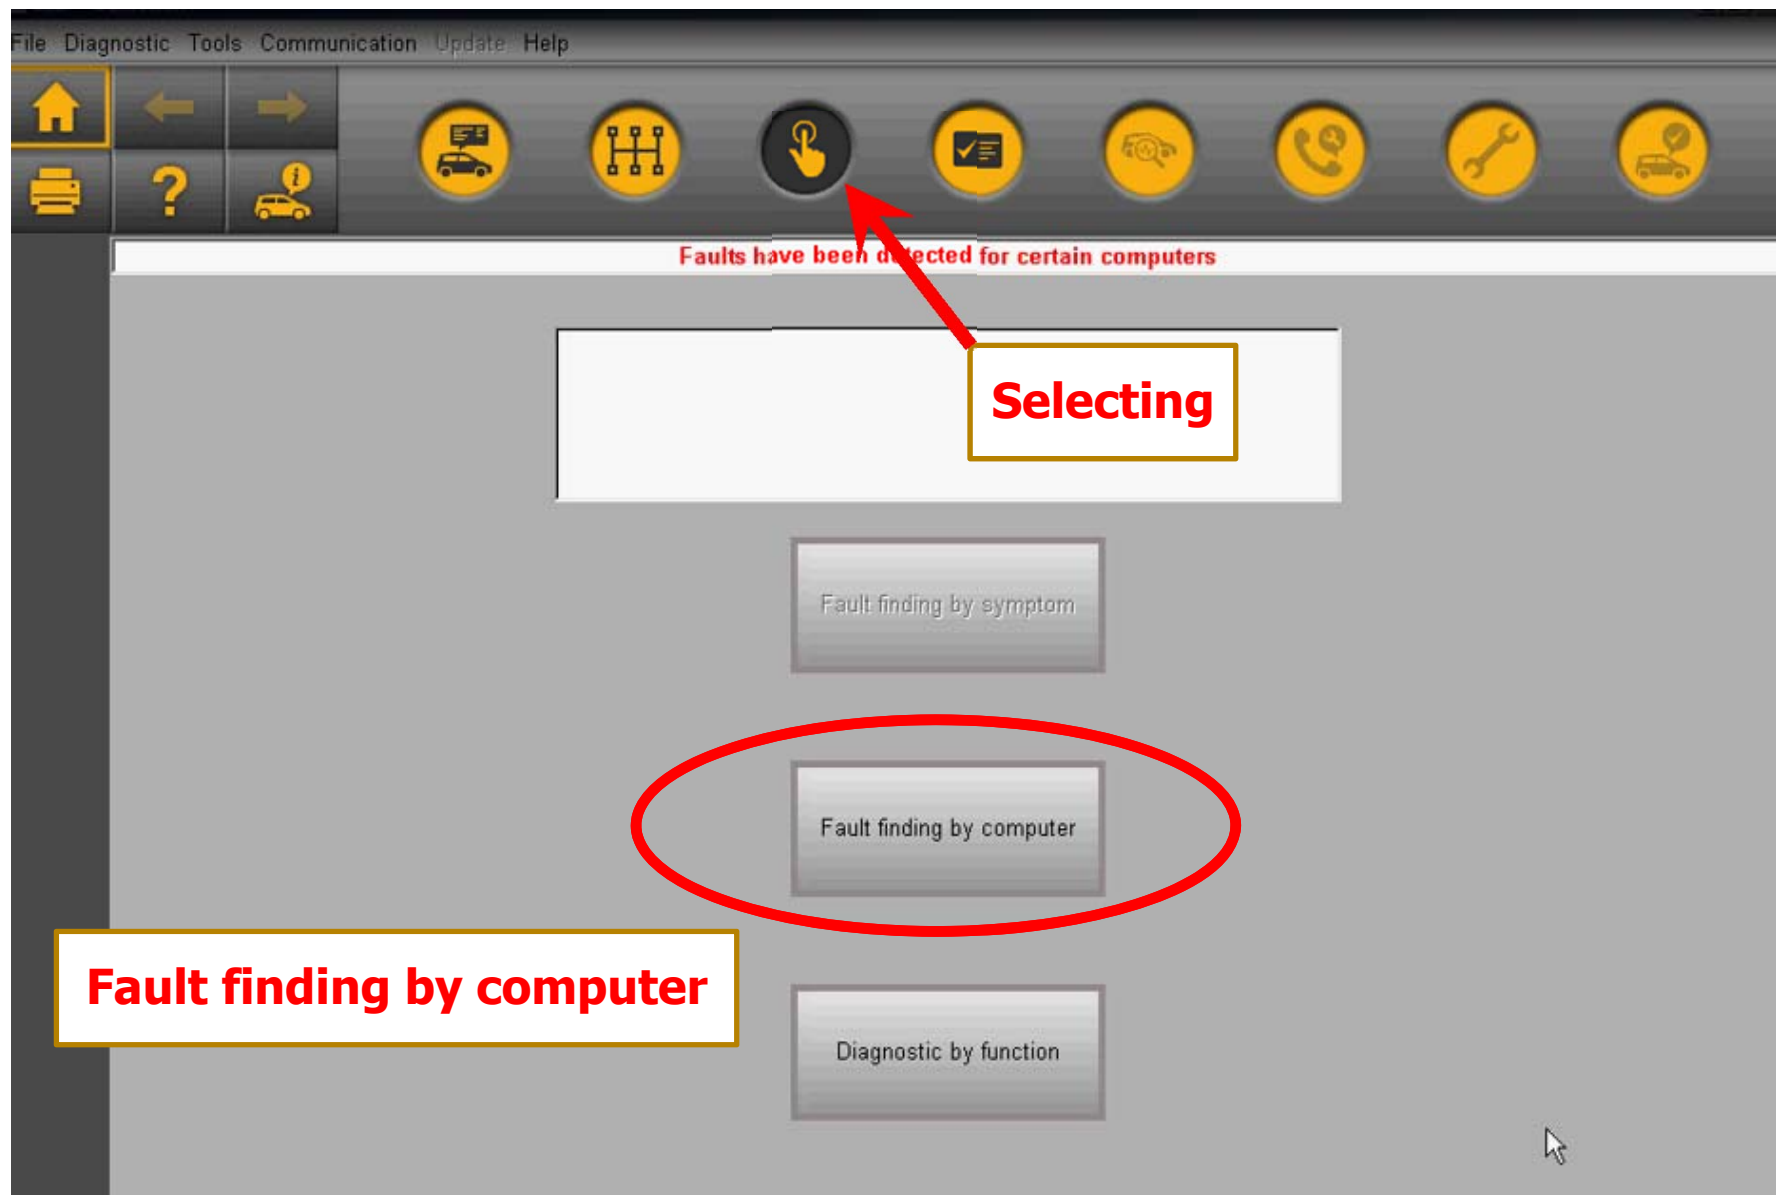 File Diagnostic Tools Communication Update Help
Faults have been detected for certain computers
Selecting
Fault finding by symptom
Fault finding by computer
Fault finding by computer
Diagnostic by function